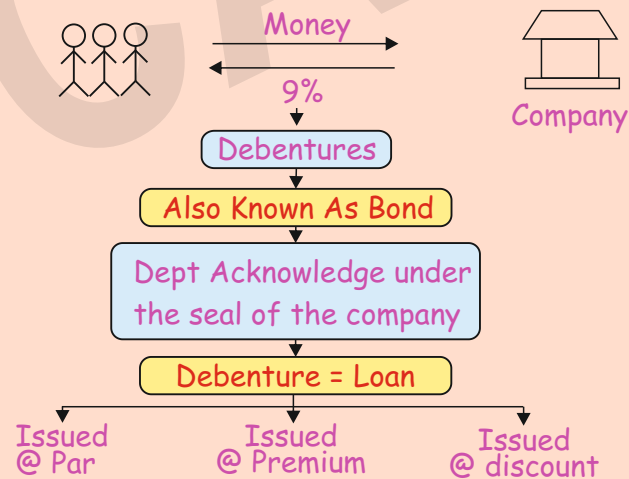 Money
9%
Company
Debentures
Also Known As Bond
Dept Acknowledge under
the seal of the company
Debenture = Loan
Issued
@ Par
Issued
@ Premium
Issued
@ discount